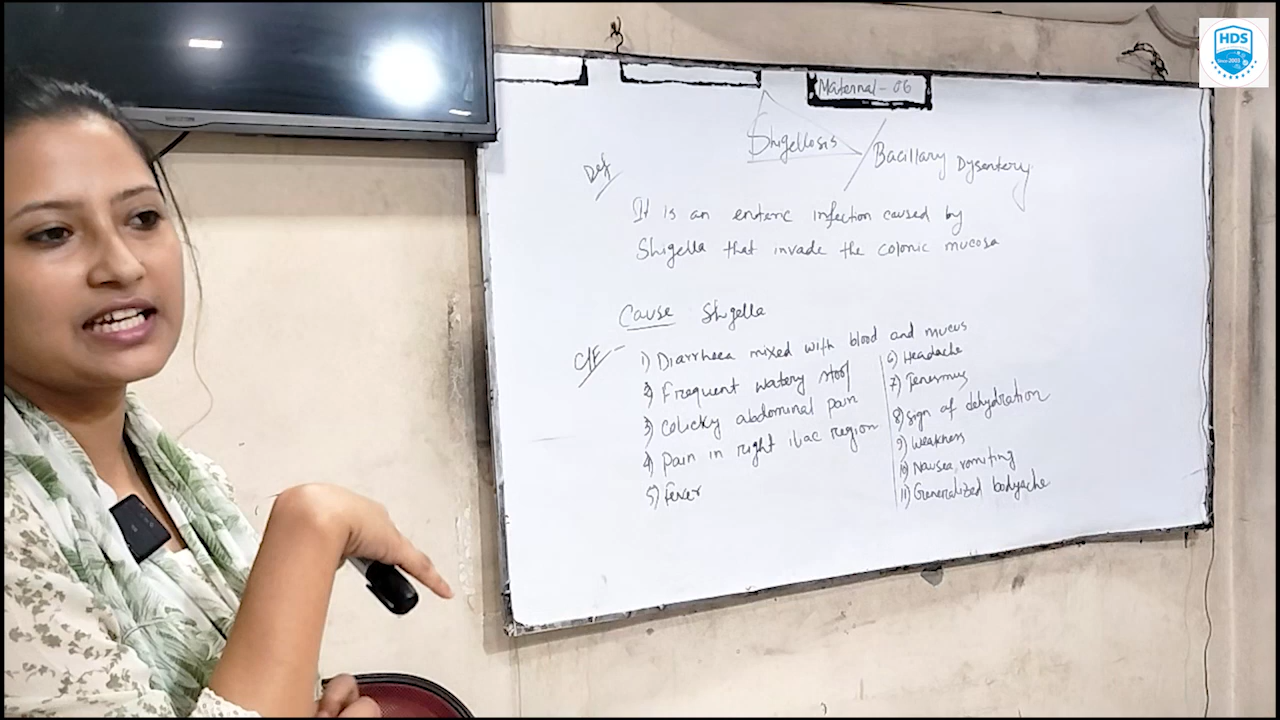 HDS
Since 2003
Maternal - 06
Shigellosis / Bacillary Dysentery
Def
It is an enteric infection caused by
Shigella that invade the colonic mucosa
Cause Shigella
C/F -
1) Diarrhoea mixed with blood and mucus
2) Frequent watery stool
3) Colicky abdominal pain
4) Pain in right iliac region
5) Fever
6) Headache
7) Tenesmus
8) Sign of dehydration
9) Weakness
10) Nausea, vomiting
11) Generalized bodyache